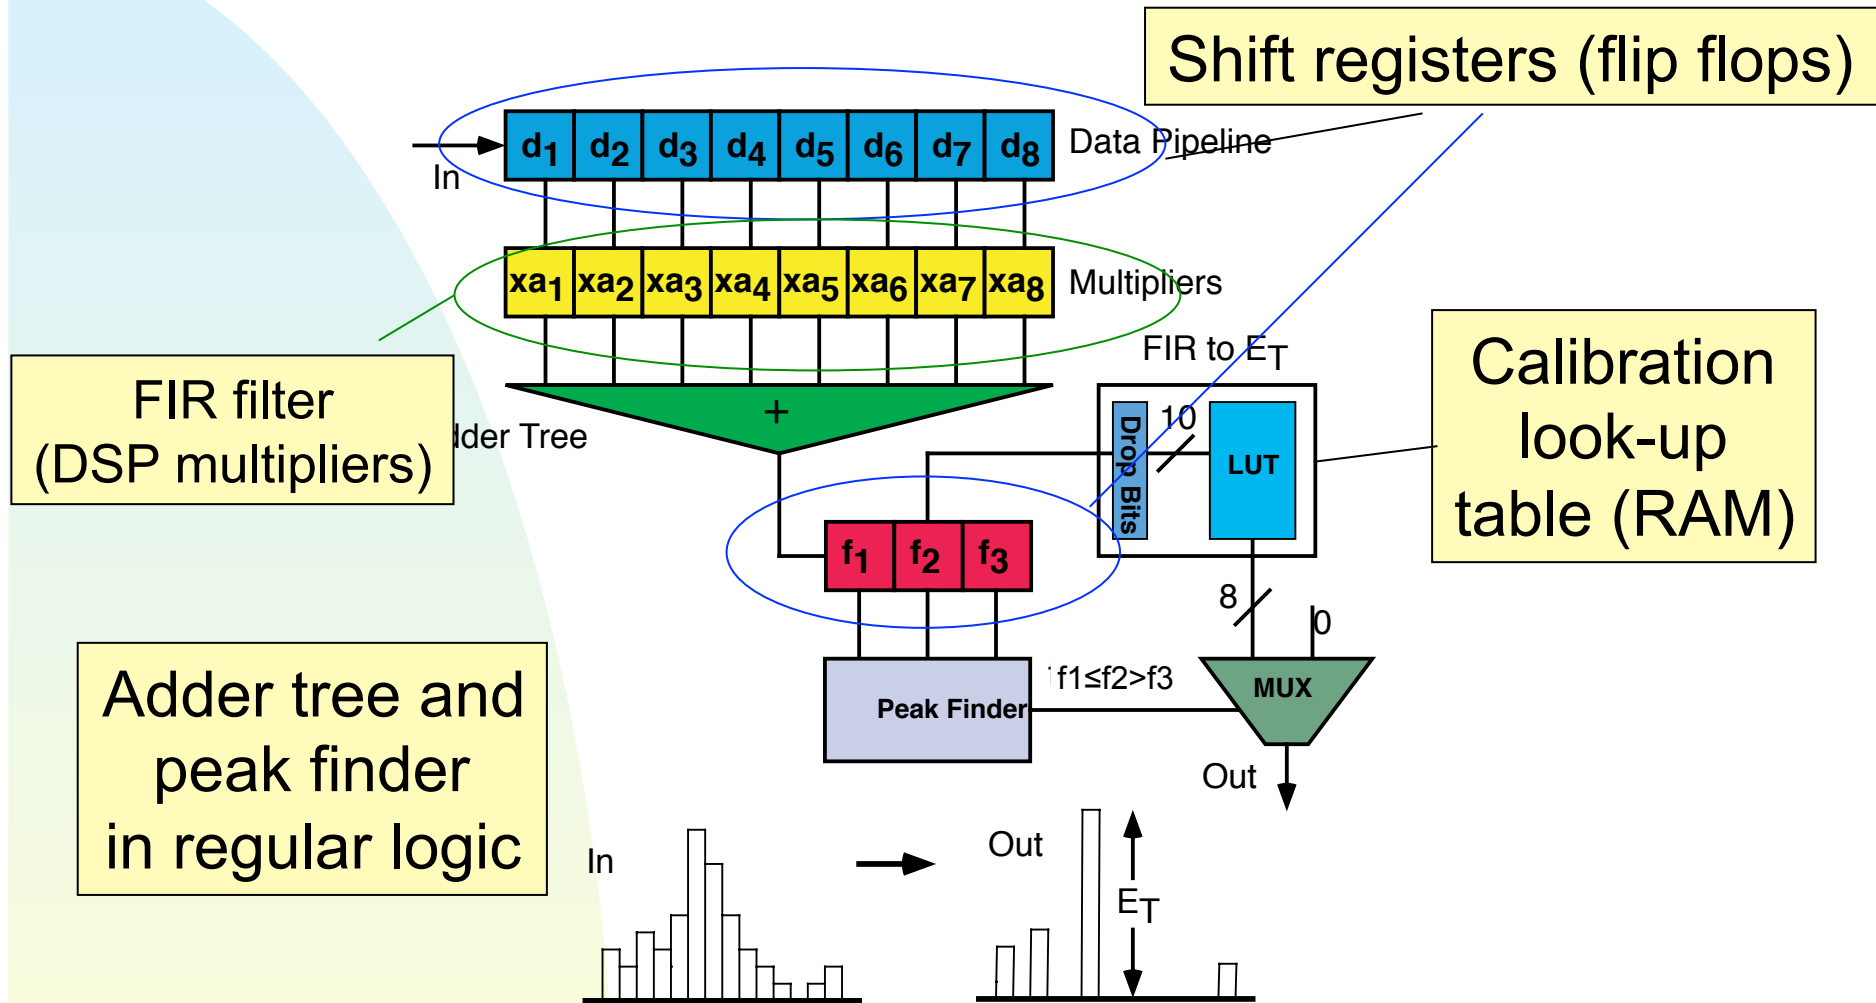 Shift registers (flip flops)
d1 d2 d3 d4 d5 d6 d7 d8 Data Pipeline
In
xa1 xa2 xa3 xa4 xa5 xa6 xa7 xa8 Multipliers
FIR to ET
FIR filter
(DSP multipliers)
dder Tree
+
Drop Bits
10
LUT
Calibration
look-up
table (RAM)
f1 f2 f3
8
0
Peak Finder
f1≤f2>f3
MUX
Out
Adder tree and
peak finder
in regular logic
In
Out
ET